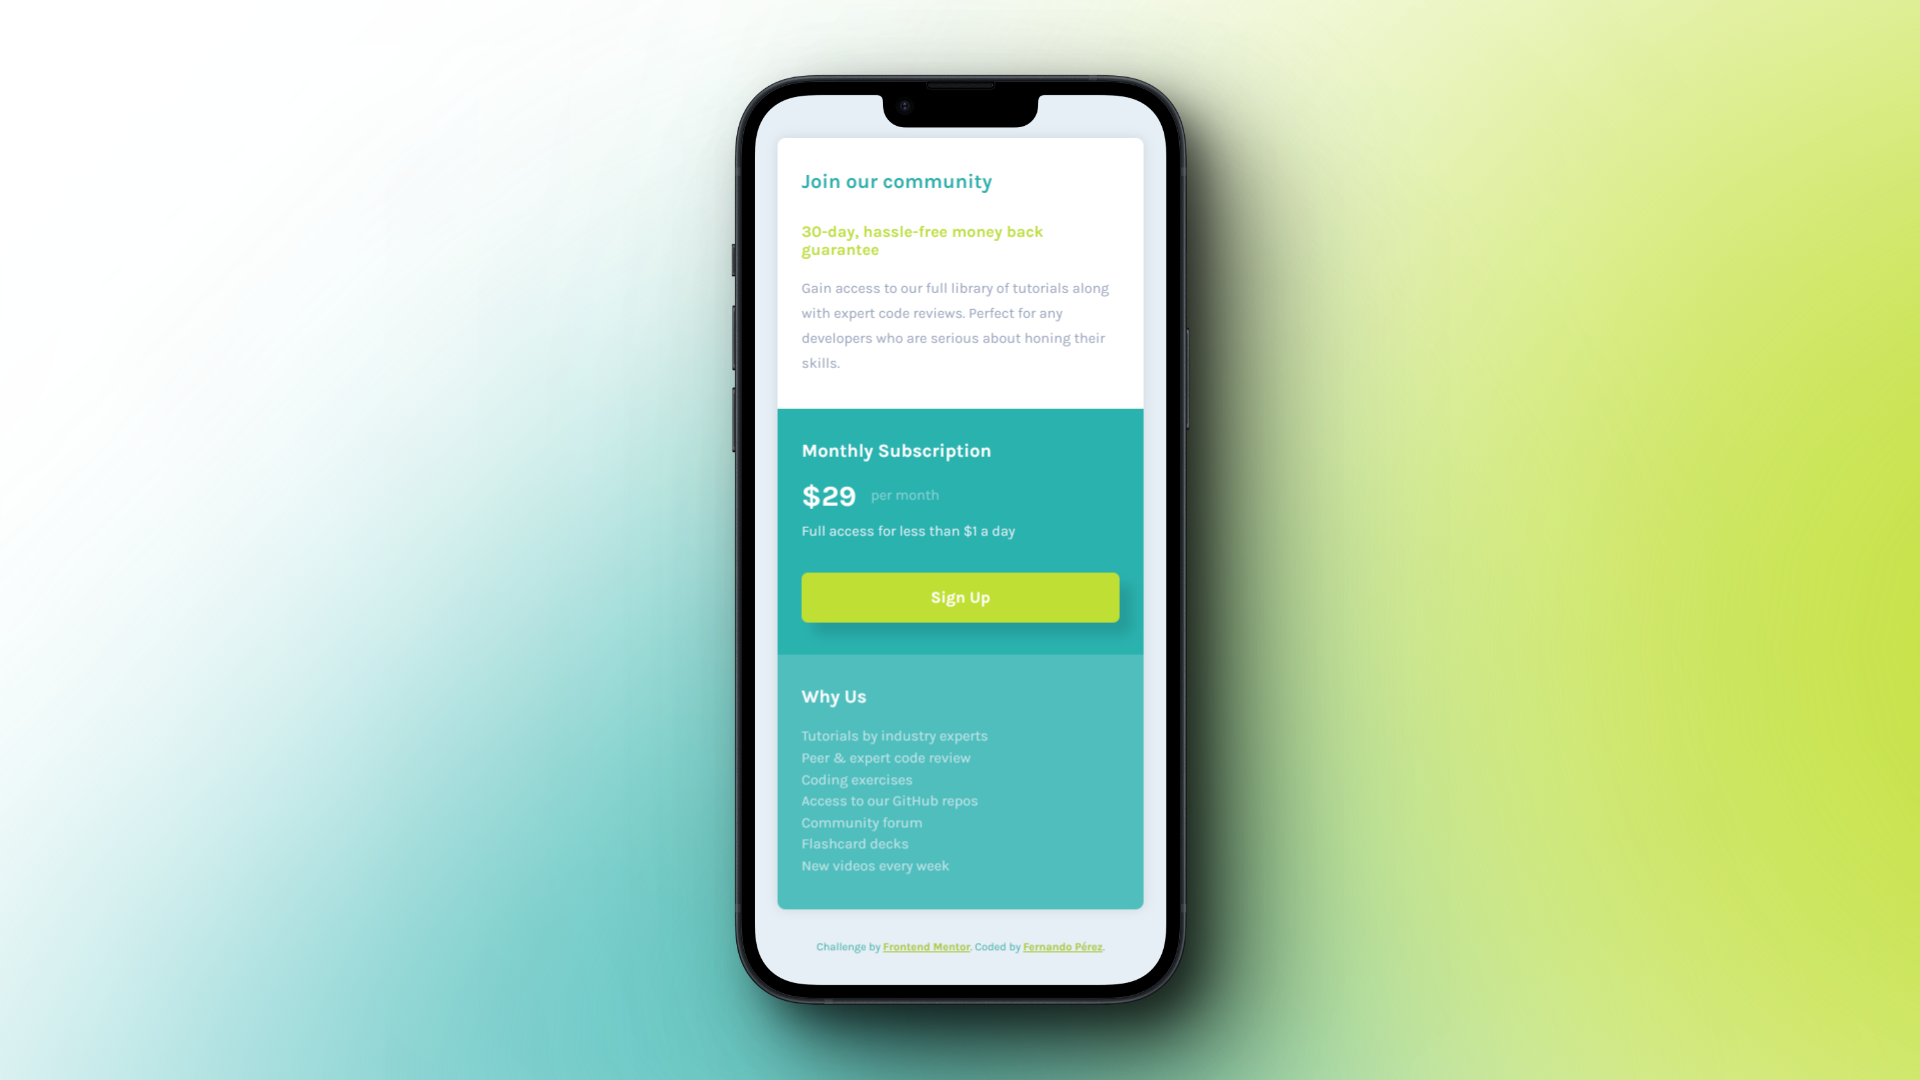 Join our community
30-day, hassle-free money back
guarantee
Gain access to our full library of tutorials along
with expert code reviews. Perfect for any
developers who are serious about honing their
skills.
Monthly Subscription
$29 per month
Full access for less than $1 a day
Sign Up
Why Us
Tutorials by industry experts
Peer & expert code review
Coding exercises
Access to our GitHub repos
Community forum
Flashcard decks
New videos every week
Challenge by Frontend Mentor. Coded by Fernando Pérez.